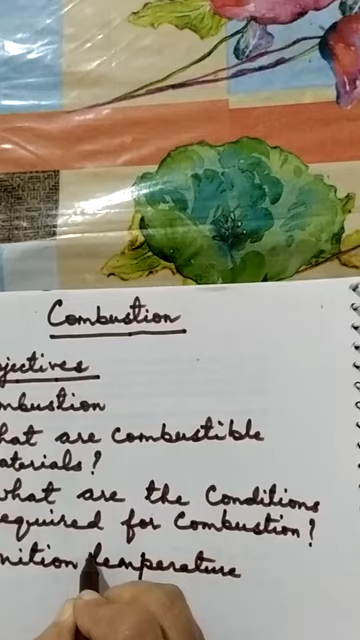 Combustion
jectives
mbustion
hat are combustible
aterials?
what are the Conditions
equired for Combustion?
nition temperature